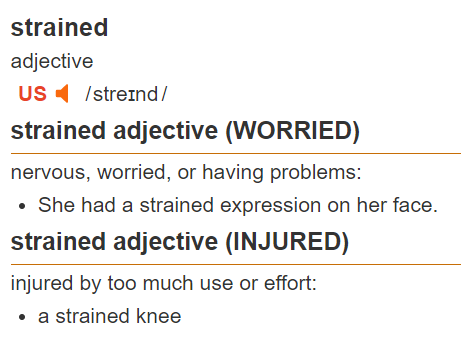 strained
adjective
US /streɪnd/
strained adjective (WORRIED)
nervous, worried, or having problems:
• She had a strained expression on her face.
strained adjective (INJURED)
injured by too much use or effort:
• a strained knee